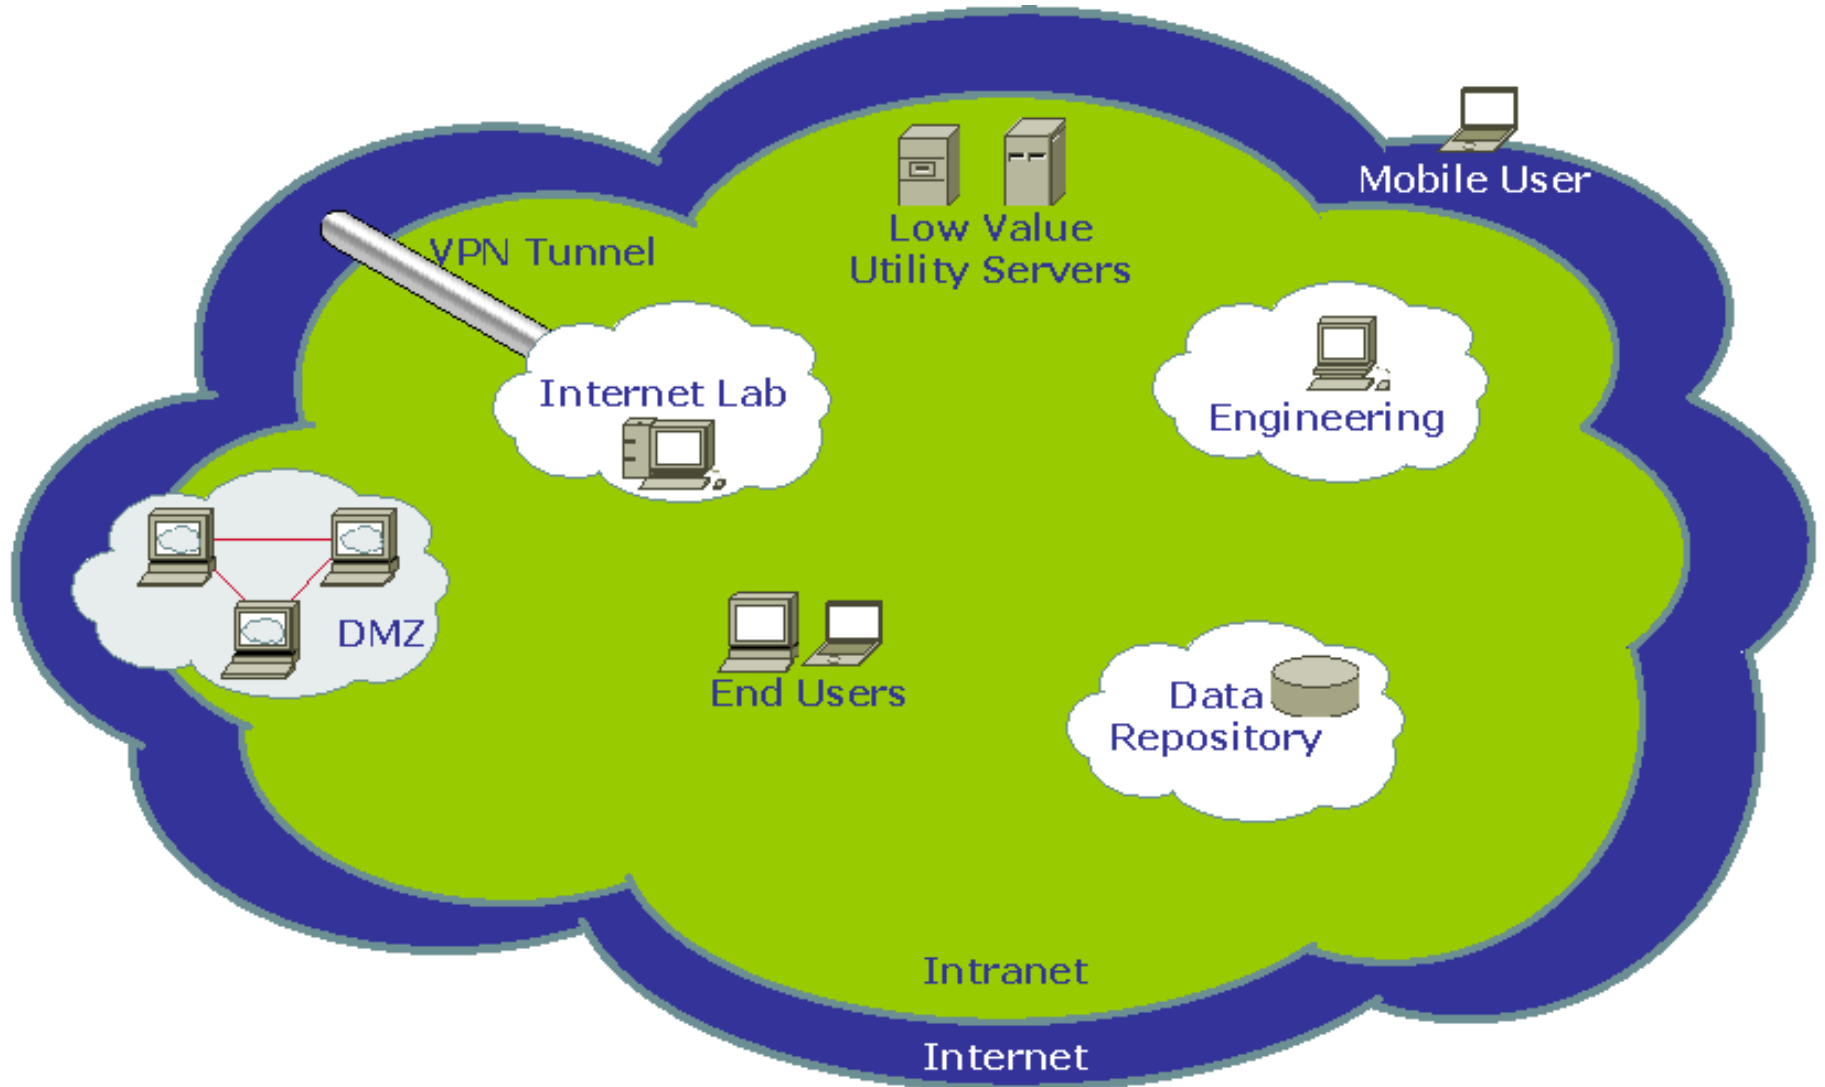 Mobile User
Low Value
Utility Servers
VPN Tunnel
Internet Lab
Engineering
DMZ
End Users
Data
Repository
Intranet
Internet